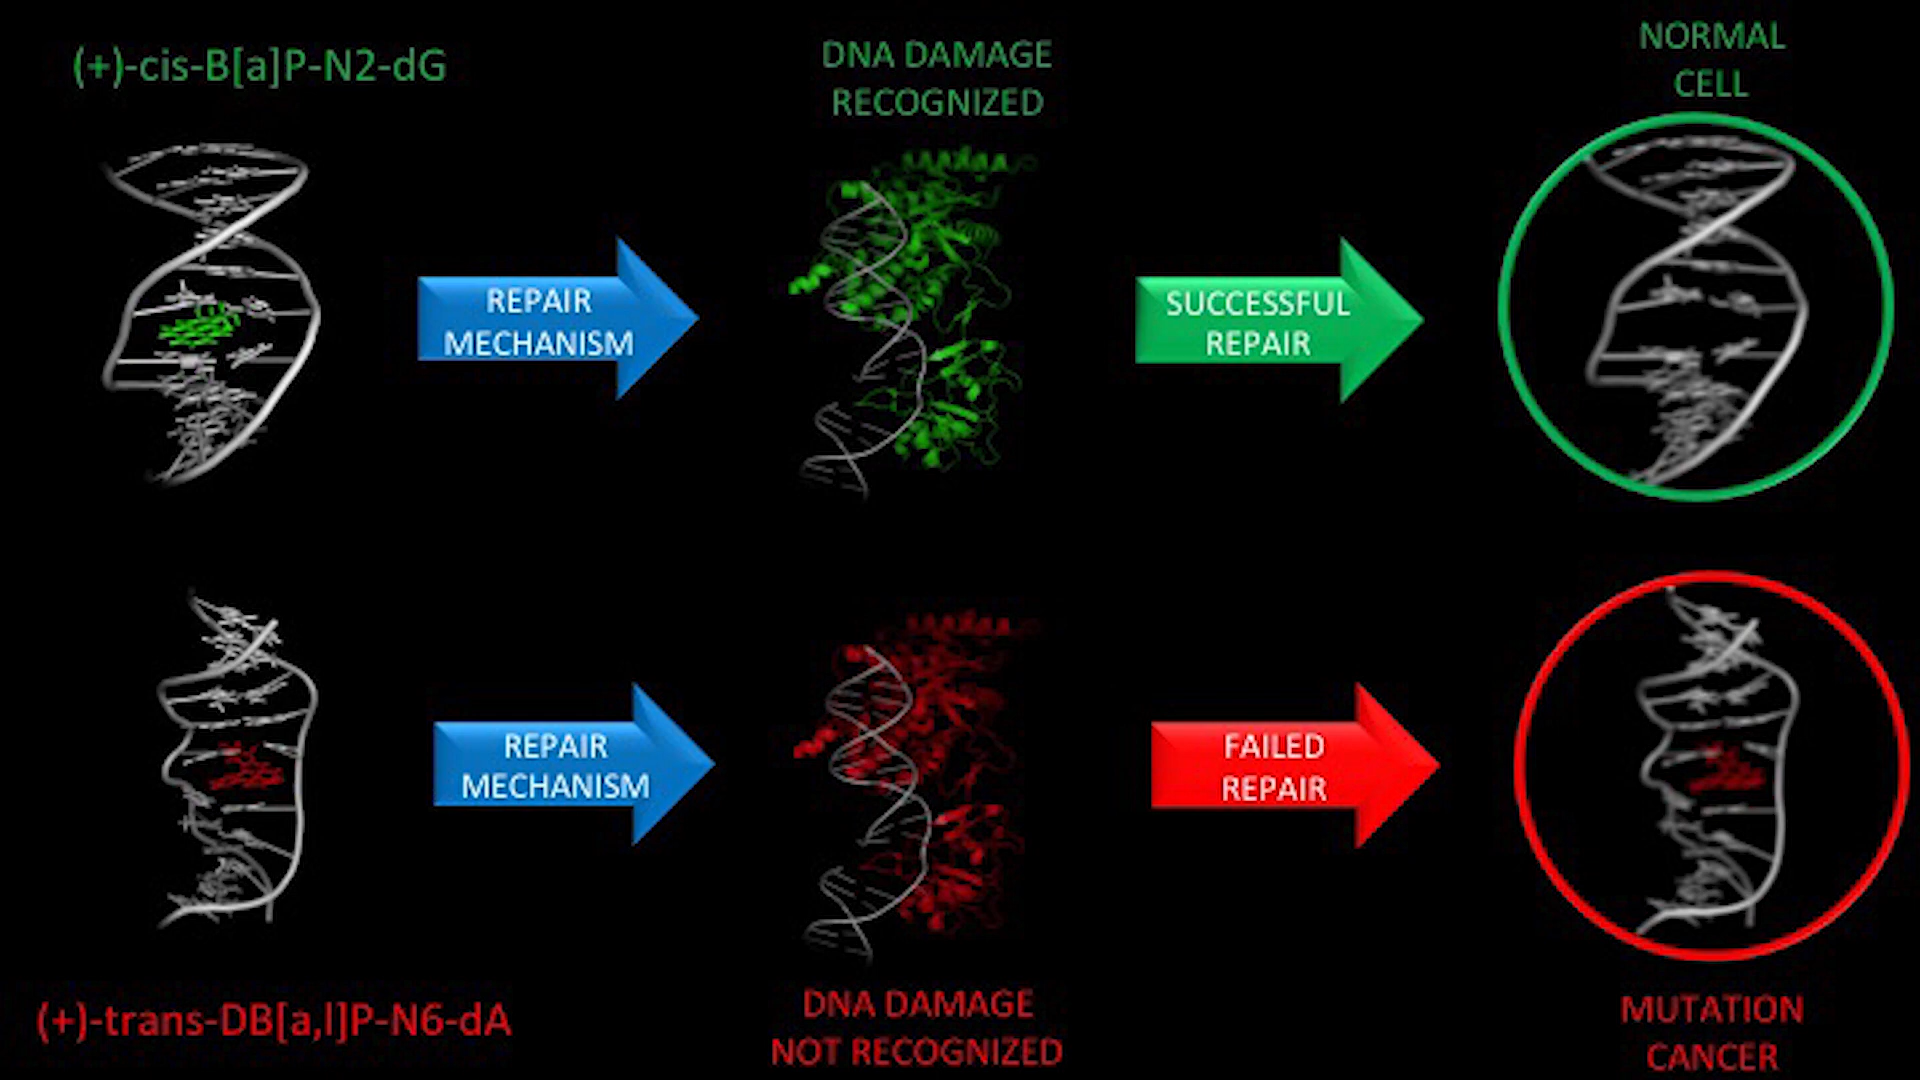 (+)-cis-B[a]P-N2-dG
DNA DAMAGE
RECOGNIZED
NORMAL
CELL
REPAIR
MECHANISM
SUCCESSFUL
REPAIR
REPAIR
MECHANISM
FAILED
REPAIR
(+)-trans-DB[a,l]P-N6-dA
DNA DAMAGE
NOT RECOGNIZED
MUTATION
CANCER